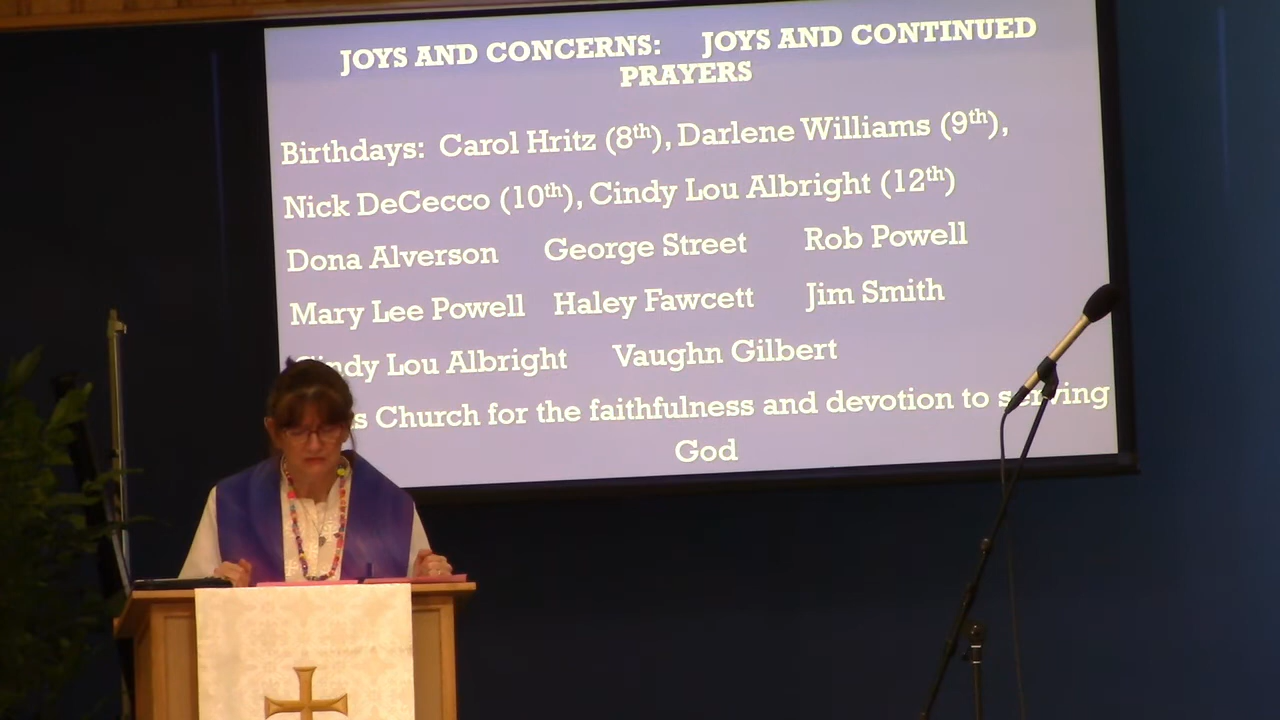 JOYS AND CONCERNS: JOYS AND CONTINUED
PRAYERS
Birthdays: Carol Hritz (8th), Darlene Williams (9th),
Nick DeCecco (10th), Cindy Lou Albright (12th)
Dona Alverson George Street Rob Powell
Mary Lee Powell Haley Fawcett Jim Smith
Cindy Lou Albright Vaughn Gilbert
Church for the faithfulness and devotion to serving
God